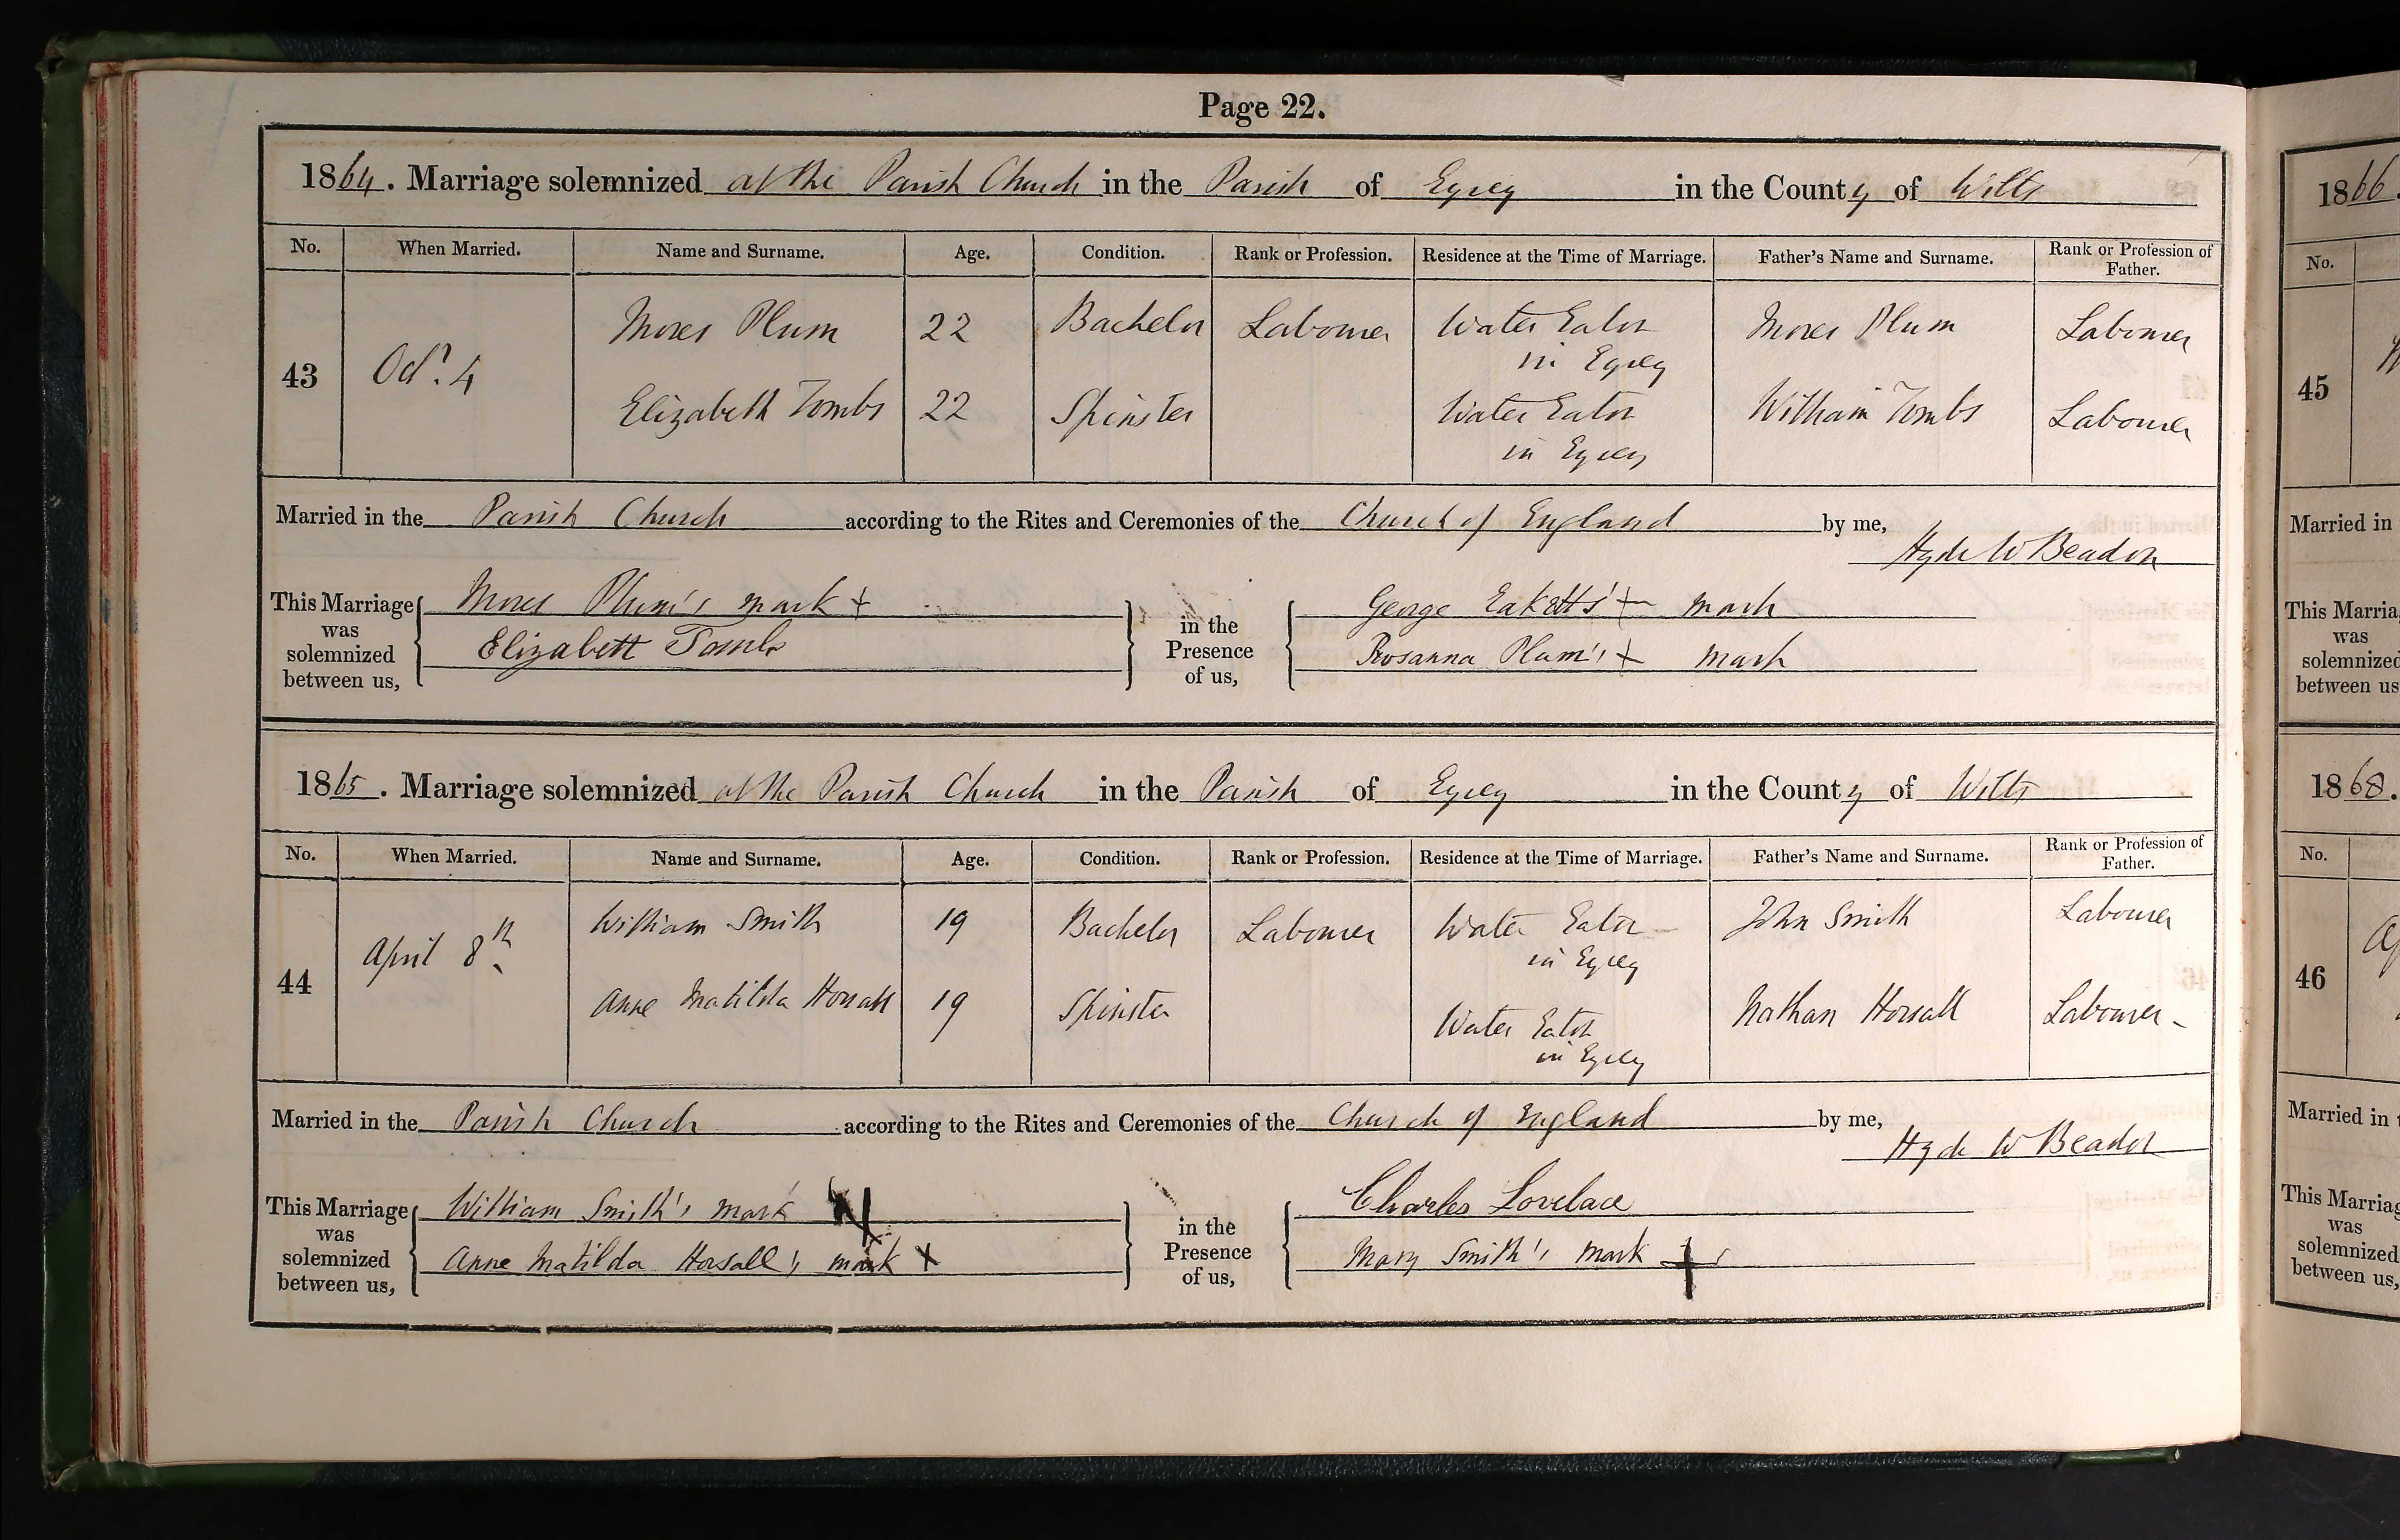 Page 22.
1864. Marriage solemnized at the Parish Church in the Parish of Eysey in the County of Wilts
No. When Married. Name and Surname. Age. Condition. Rank or Profession. Residence at the Time of Marriage. Father's Name and Surname. Rank or Profession of Father.
43 Octr. 4 Moses Plum 22 Bachelor Labourer Water Eaton in Eysey Moses Plum Labourer
Elizabeth Tombs 22 Spinster Water Eaton in Eysey William Tombs Labourer
Married in the Parish Church according to the Rites and Ceremonies of the Church of England by me,
Hyde W Beadon
This Marriage was solemnized between us, Moses Plum's mark +
Elizabeth Tombs
in the Presence of us, George Eaketts' + mark
Rosanna Plum's + mark
1865. Marriage solemnized at the Parish Church in the Parish of Eysey in the County of Wilts
No. When Married. Name and Surname. Age. Condition. Rank or Profession. Residence at the Time of Marriage. Father's Name and Surname. Rank or Profession of Father.
44 April 8th William Smith 19 Bachelor Labourer Water Eaton in Eysey John Smith Labourer
Anne Matilda Horsall 19 Spinster Water Eaton in Eysey Nathan Horsall Labourer
Married in the Parish Church according to the Rites and Ceremonies of the Church of England by me,
Hyde W Beadon
This Marriage was solemnized between us, William Smith's mark X
Anne Matilda Horsall's mark X
in the Presence of us, Charles Lovelace
Mary Smith's mark +
1866.
No.
45
Married in
This Marria
was
solemnized
between us
1868.
No.
46
Married in
This Marriag
was
solemnized
between us,